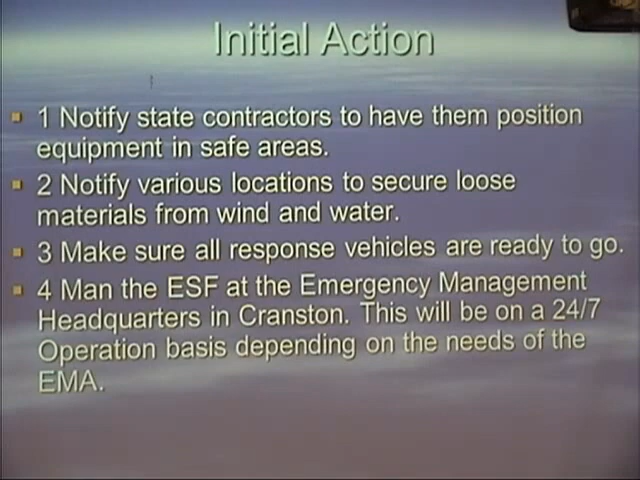 Initial Action
1 Notify state contractors to have them position
equipment in safe areas.
2 Notify various locations to secure loose
materials from wind and water.
3 Make sure all response vehicles are ready to go.
4 Man the ESF at the Emergency Management
Headquarters in Cranston. This will be on a 24/7
Operation basis depending on the needs of the
EMA.